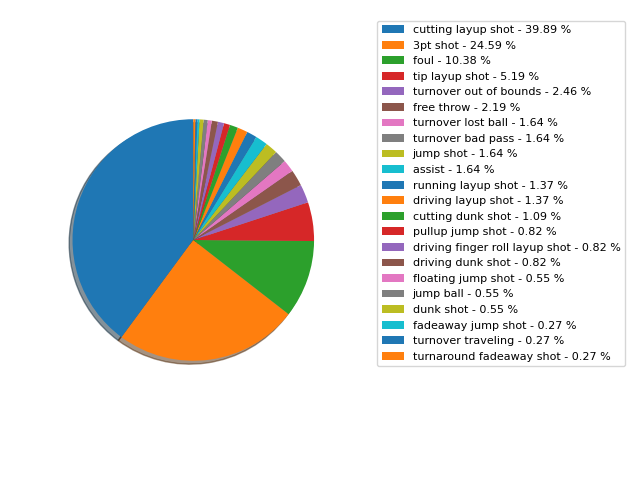 cutting layup shot - 39.89 %
3pt shot - 24.59 %
foul - 10.38 %
tip layup shot - 5.19 %
turnover out of bounds - 2.46 %
free throw - 2.19 %
turnover lost ball - 1.64 %
turnover bad pass - 1.64 %
jump shot - 1.64 %
assist - 1.64 %
running layup shot - 1.37 %
driving layup shot - 1.37 %
cutting dunk shot - 1.09 %
pullup jump shot - 0.82 %
driving finger roll layup shot - 0.82 %
driving dunk shot - 0.82 %
floating jump shot - 0.55 %
jump ball - 0.55 %
dunk shot - 0.55 %
fadeaway jump shot - 0.27 %
turnover traveling - 0.27 %
turnaround fadeaway shot - 0.27 %